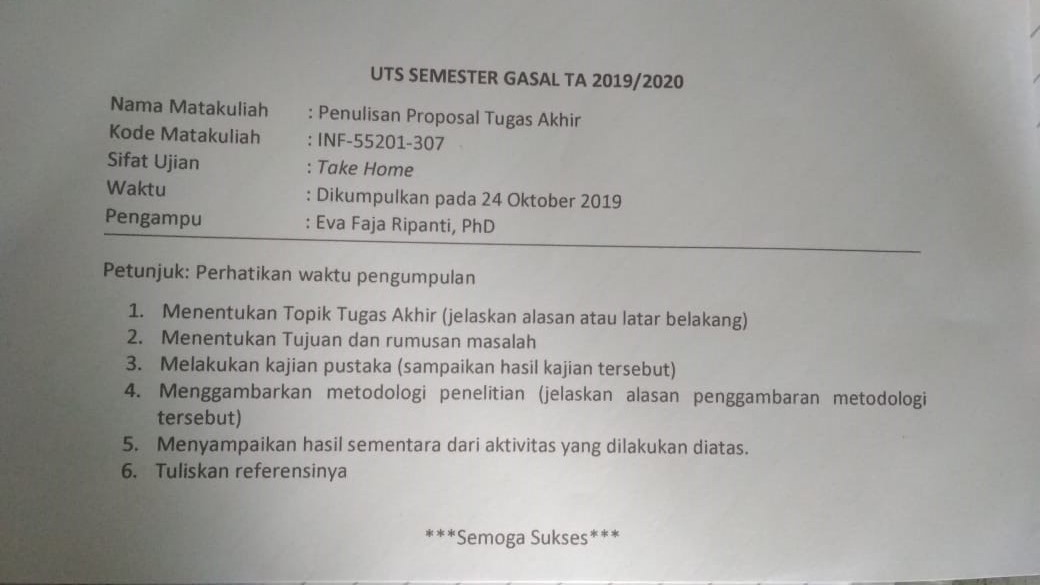 UTS SEMESTER GASAL TA 2019/2020
Nama Matakuliah : Penulisan Proposal Tugas Akhir
Kode Matakuliah : INF-55201-307
Sifat Ujian : Take Home
Waktu : Dikumpulkan pada 24 Oktober 2019
Pengampu : Eva Faja Ripanti, PhD
Petunjuk: Perhatikan waktu pengumpulan
1. Menentukan Topik Tugas Akhir (jelaskan alasan atau latar belakang)
2. Menentukan Tujuan dan rumusan masalah
3. Melakukan kajian pustaka (sampaikan hasil kajian tersebut)
4. Menggambarkan metodologi penelitian (jelaskan alasan penggambaran metodologi
tersebut)
5. Menyampaikan hasil sementara dari aktivitas yang dilakukan diatas.
6. Tuliskan referensinya
***Semoga Sukses***